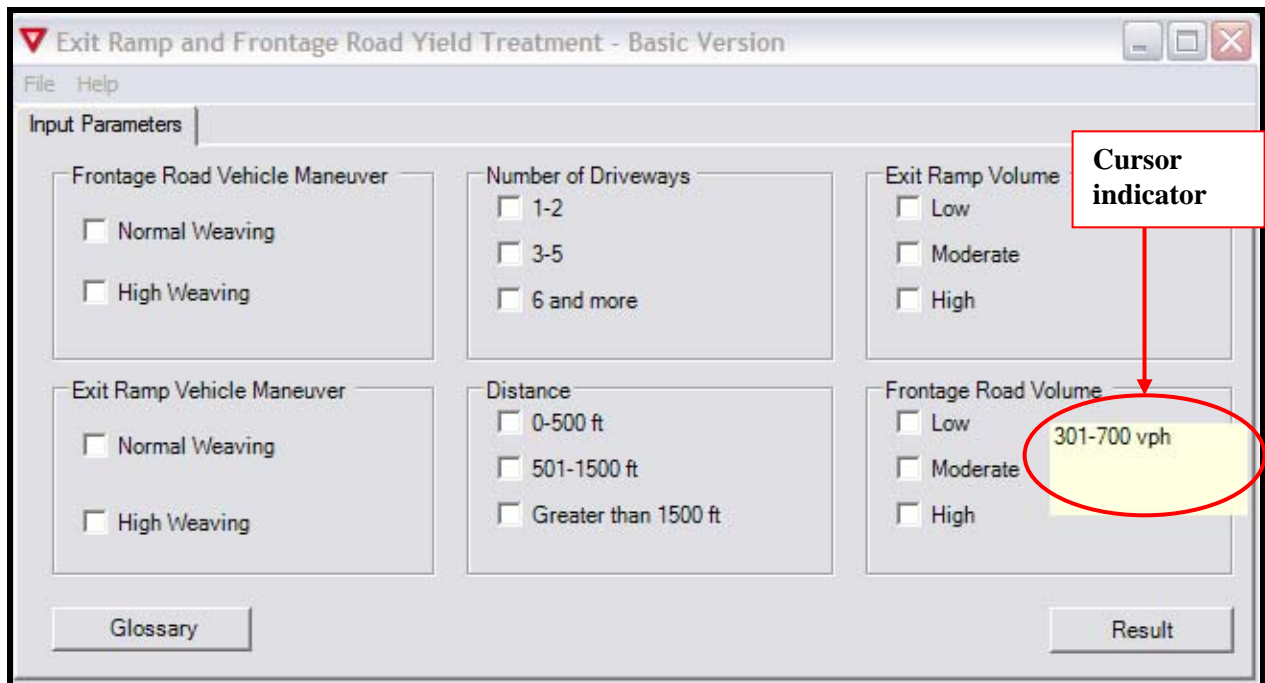 Exit Ramp and Frontage Road Yield Treatment - Basic Version
File Help
Input Parameters
Cursor
indicator
Frontage Road Vehicle Maneuver
Normal Weaving
High Weaving
Number of Driveways
1-2
3-5
6 and more
Exit Ramp Volume
Low
Moderate
High
Exit Ramp Vehicle Maneuver
Normal Weaving
High Weaving
Distance
0-500 ft
501-1500 ft
Greater than 1500 ft
Frontage Road Volume
Low
Moderate
High
301-700 vph
Glossary
Result